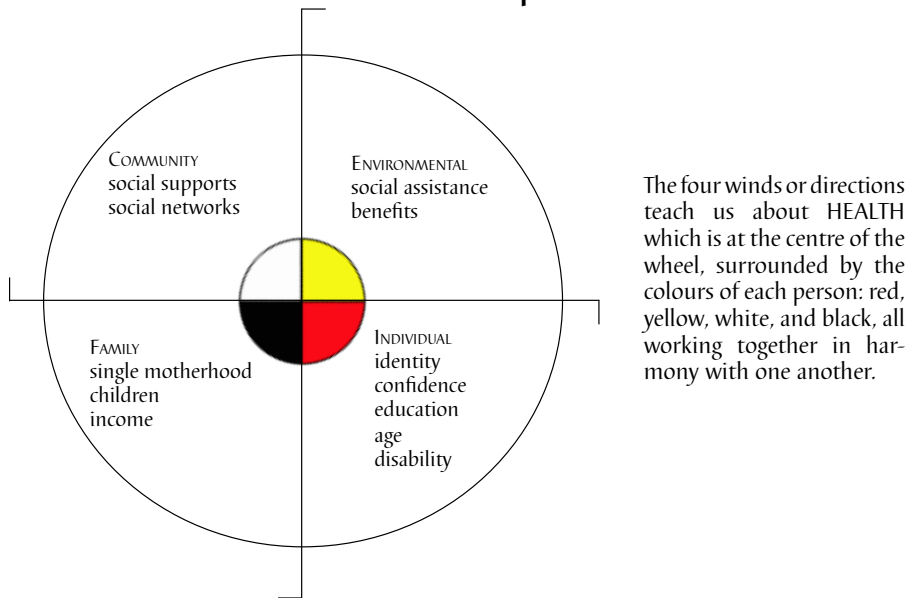 COMMUNITY
social supports
social networks
ENVIRONMENTAL
social assistance
benefits
FAMILY
single motherhood
children
income
INDIVIDUAL
identity
confidence
education
age
disability
The four winds or directions
teach us about HEALTH
which is at the centre of the
wheel, surrounded by the
colours of each person: red,
yellow, white, and black, all
working together in har-
mony with one another.